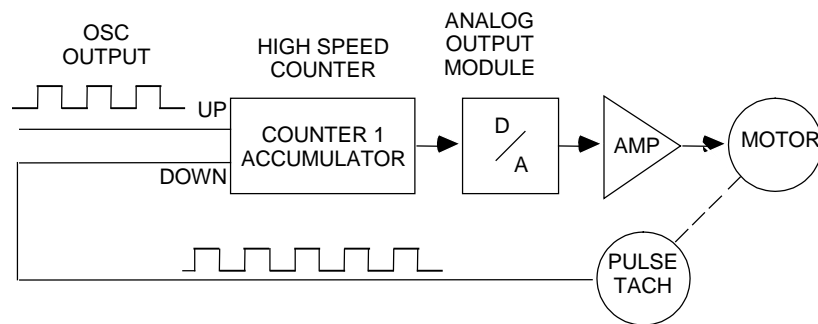 OSC
OUTPUT
HIGH SPEED
COUNTER
ANALOG
OUTPUT
MODULE
UP
DOWN
COUNTER 1
ACCUMULATOR
D
A
AMP
MOTOR
PULSE
TACH